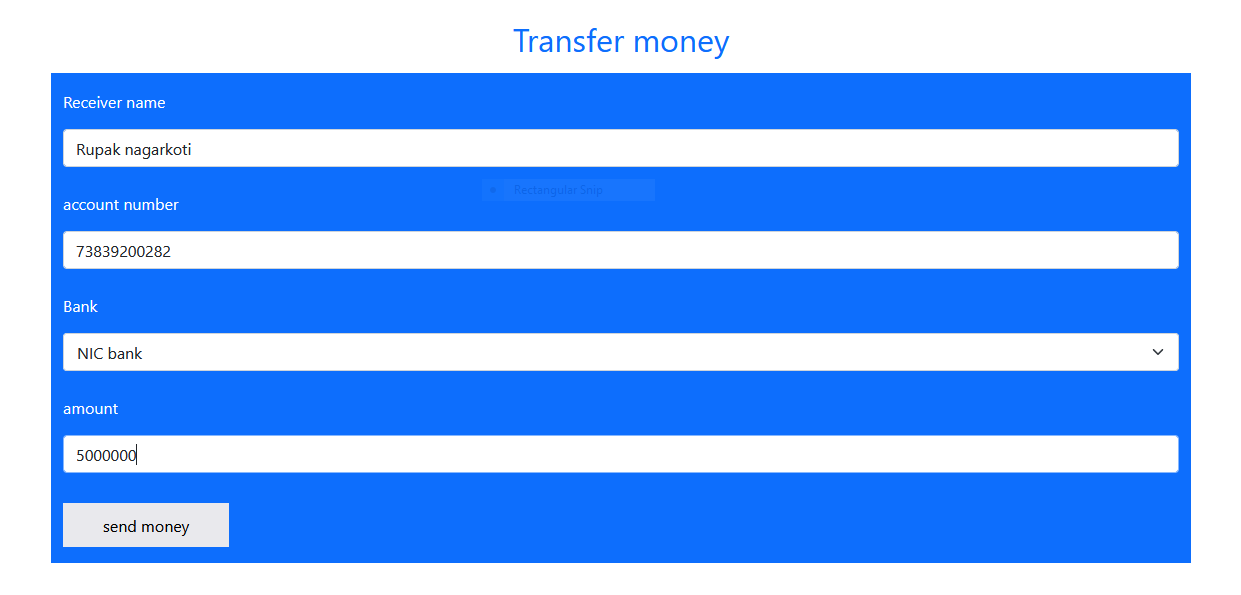 Transfer money
Receiver name
Rupak nagarkoti
Rectangular Snip
account number
73839200282
Bank
NIC bank
amount
5000000
send money